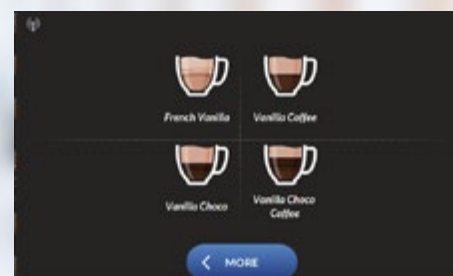 French Vanilla
Vanilla Coffee
Vanilla Choco
Vanilla Choco
Coffee
MORE